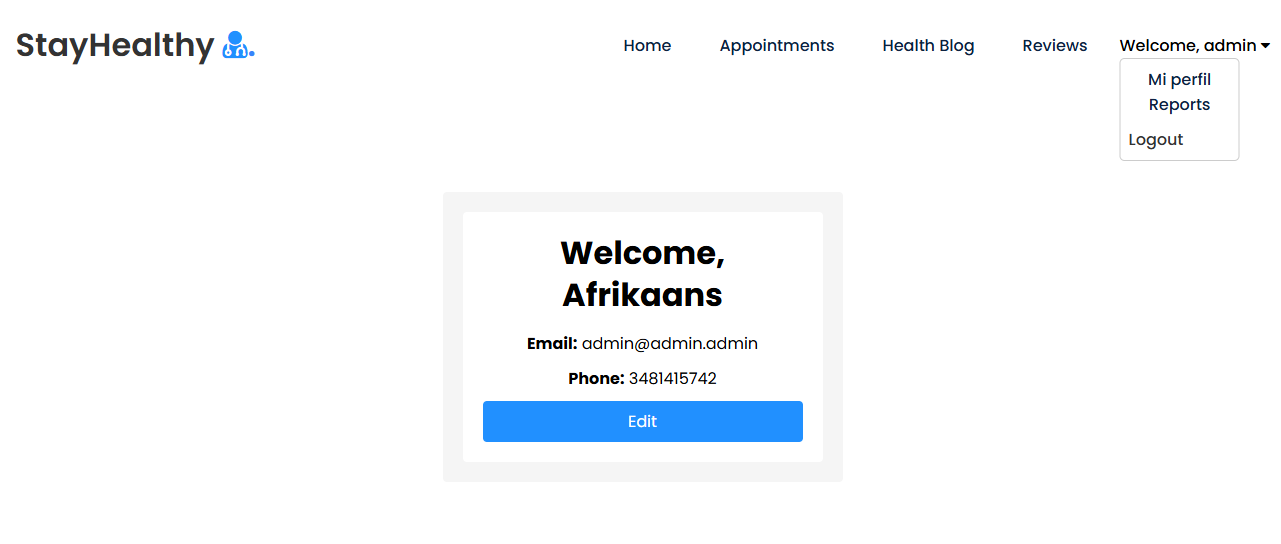 StayHealthy
Home Appointments Health Blog Reviews Welcome, admin
Mi perfil
Reports
Logout
Welcome,
Afrikaans
Email: admin@admin.admin
Phone: 3481415742
Edit